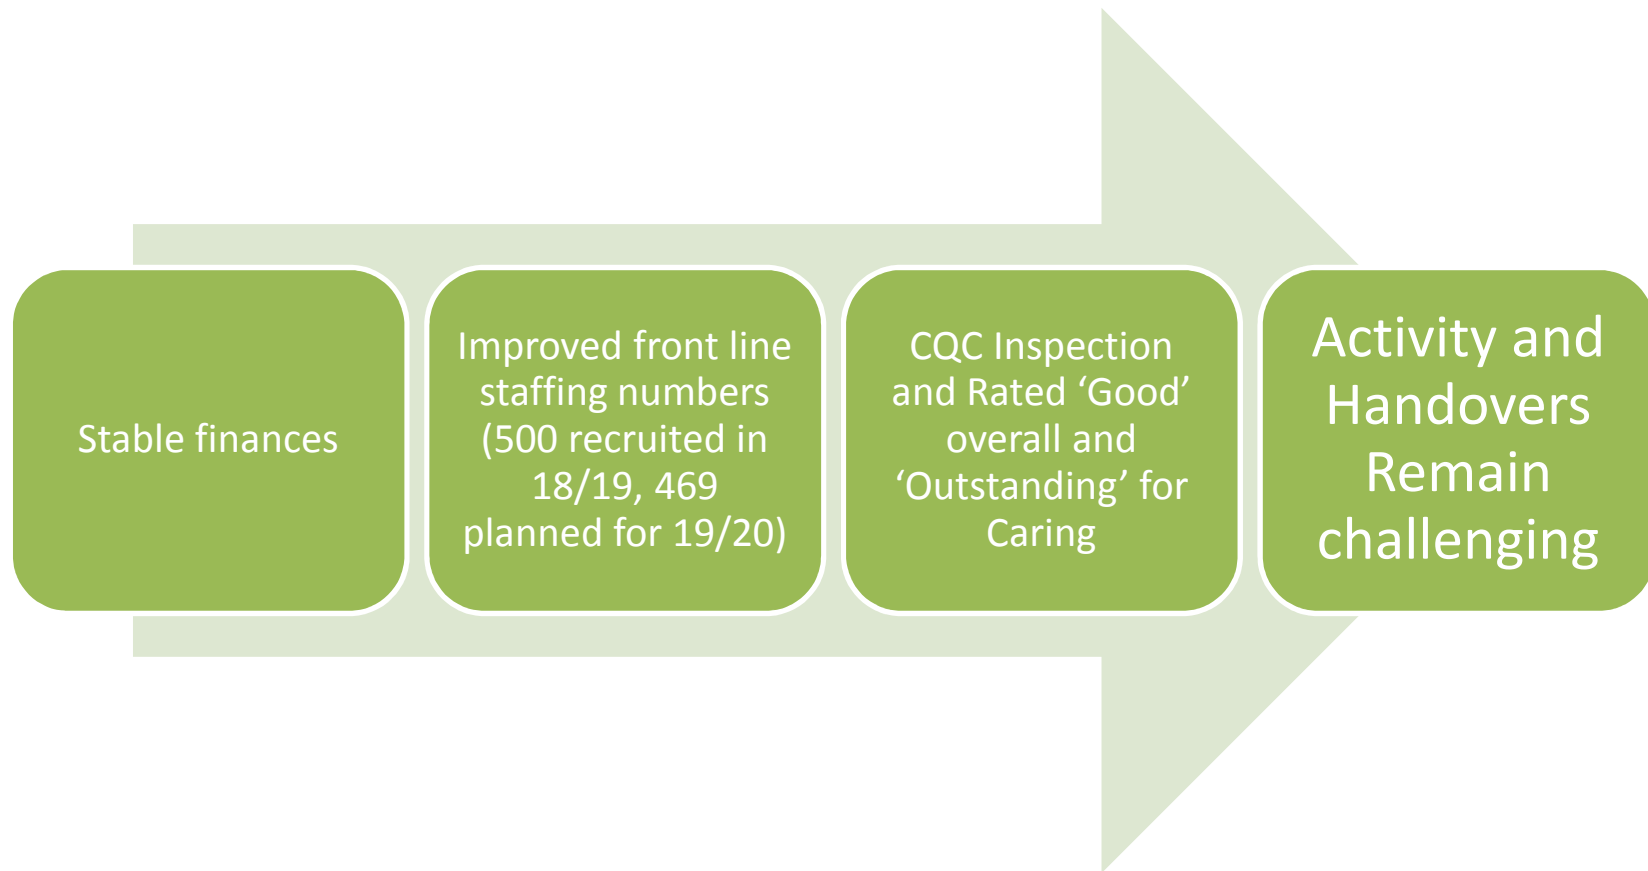 Stable finances
Improved front line
staffing numbers
(500 recruited in
18/19, 469
planned for 19/20)
CQC Inspection
and Rated ‘Good’
overall and
‘Outstanding’ for
Caring
Activity and
Handovers
Remain
challenging